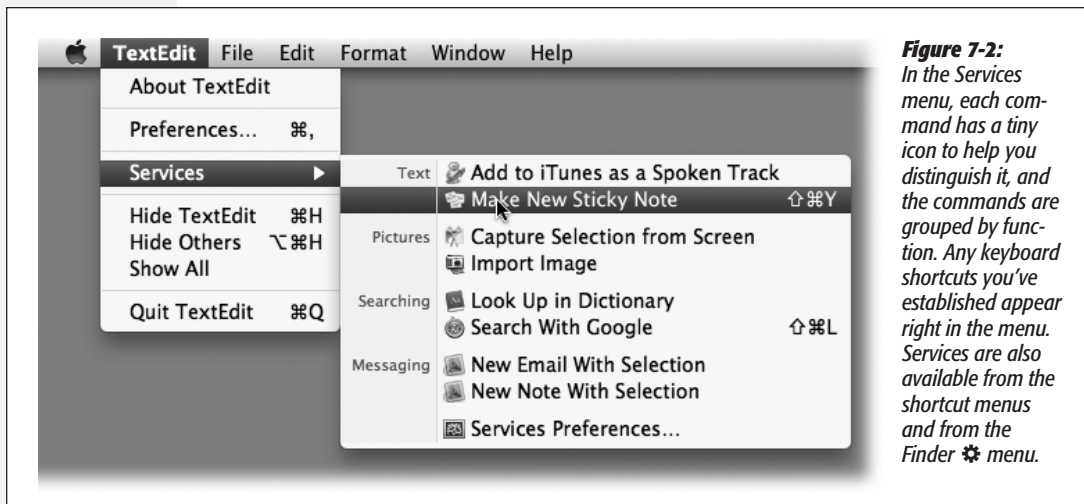 TextEdit File Edit Format Window Help
About TextEdit
Preferences... ⌘,
Services ▶
Hide TextEdit ⌘H
Hide Others ⌥⌘H
Show All
Quit TextEdit ⌘Q
Text Add to iTunes as a Spoken Track
Make New Sticky Note ⇧⌘Y
Pictures Capture Selection from Screen
Import Image
Searching Look Up in Dictionary
Search With Google ⇧⌘L
Messaging New Email With Selection
New Note With Selection
Services Preferences...
Figure 7-2:
In the Services
menu, each com-
mand has a tiny
icon to help you
distinguish it, and
the commands are
grouped by func-
tion. Any keyboard
shortcuts you’ve
established appear
right in the menu.
Services are also
available from the
shortcut menus
and from the
Finder ✱ menu.